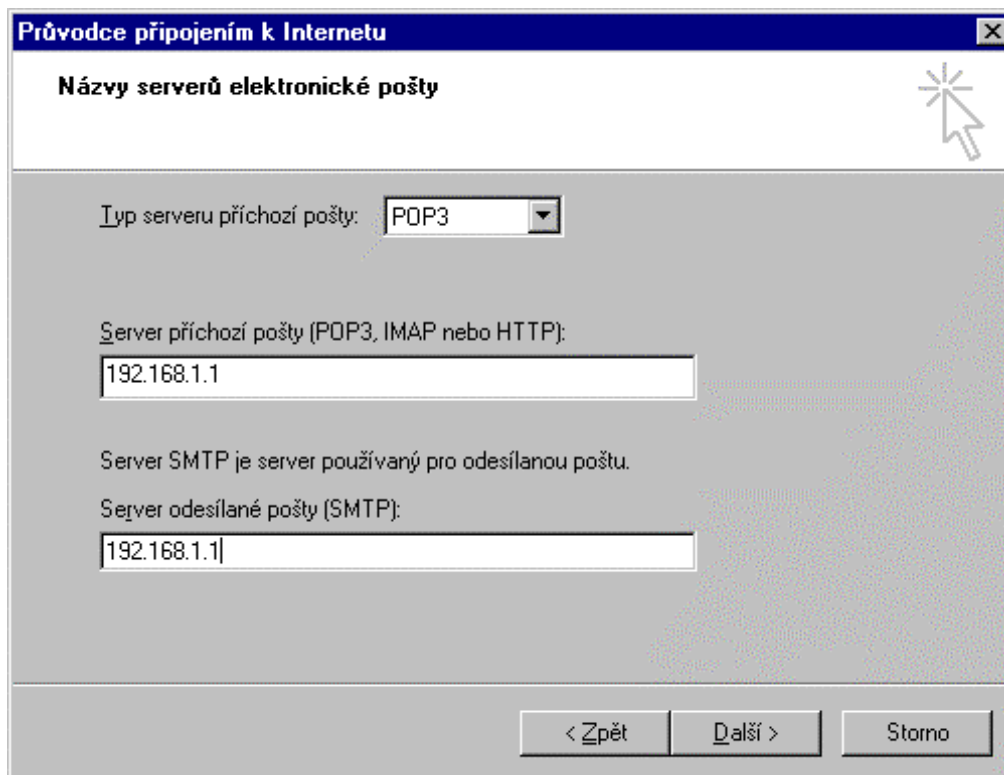 Průvodce připojením k Internetu
Názvy serverů elektronické pošty
Typ serveru příchozí pošty: POP3
Server příchozí pošty (POP3, IMAP nebo HTTP):
192.168.1.1
Server SMTP je server používaný pro odesílanou poštu.
Server odesílané pošty (SMTP):
192.168.1.1
< Zpět Další > Storno